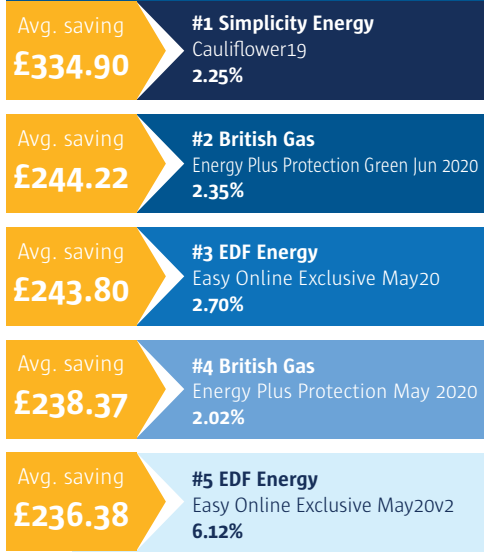 Avg. saving
£334.90
#1 Simplicity Energy
Cauliflower19
2.25%
Avg. saving
£244.22
#2 British Gas
Energy Plus Protection Green Jun 2020
2.35%
Avg. saving
£243.80
#3 EDF Energy
Easy Online Exclusive May20
2.70%
Avg. saving
£238.37
#4 British Gas
Energy Plus Protection May 2020
2.02%
Avg. saving
£236.38
#5 EDF Energy
Easy Online Exclusive May20v2
6.12%